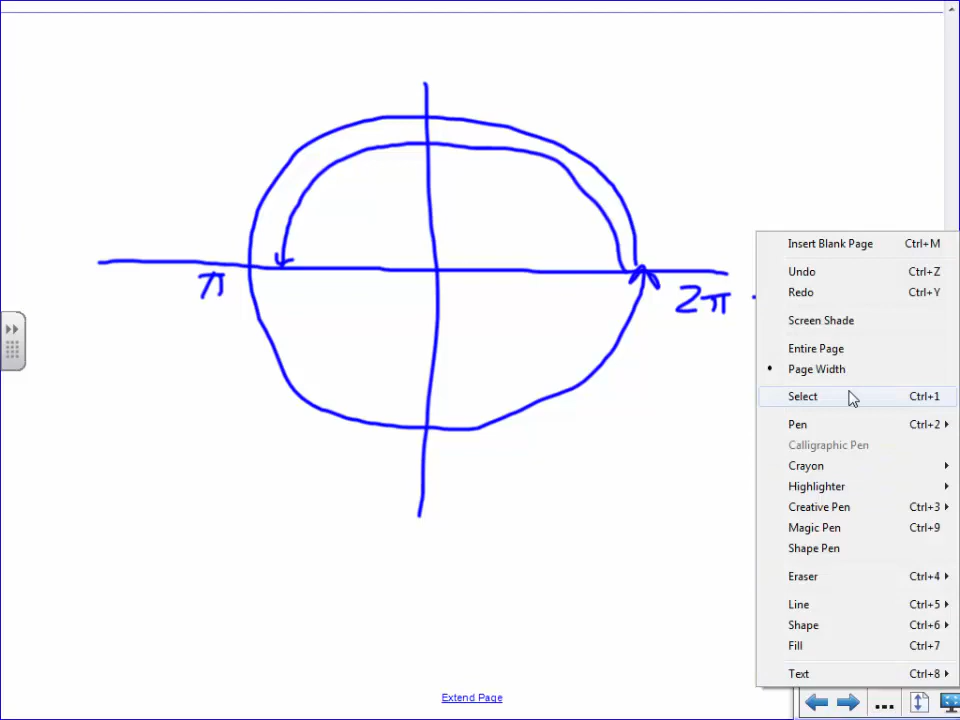 π
2π
Insert Blank Page Ctrl+M
Undo Ctrl+Z
Redo Ctrl+Y
Screen Shade
Entire Page
Page Width
Select Ctrl+1
Pen Ctrl+2
Calligraphic Pen
Crayon
Highlighter
Creative Pen Ctrl+3
Magic Pen Ctrl+9
Shape Pen
Eraser Ctrl+4
Line Ctrl+5
Shape Ctrl+6
Fill Ctrl+7
Text Ctrl+8
Extend Page